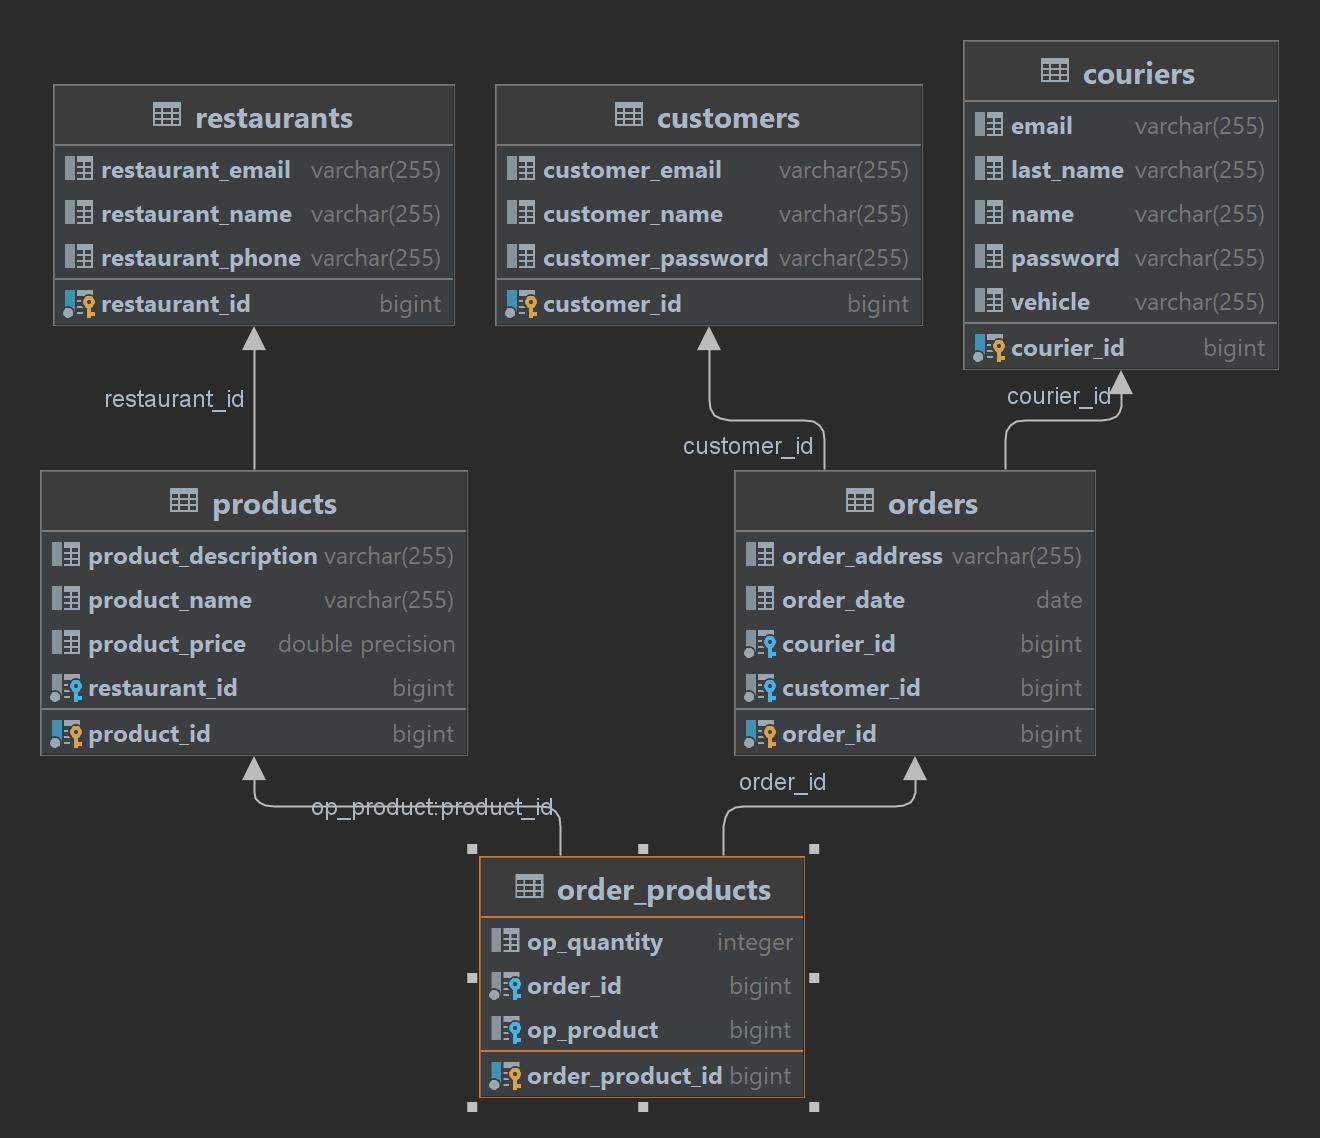 restaurants
restaurant_email varchar(255)
restaurant_name varchar(255)
restaurant_phone varchar(255)
restaurant_id bigint
customers
customer_email varchar(255)
customer_name varchar(255)
customer_password varchar(255)
customer_id bigint
couriers
email varchar(255)
last_name varchar(255)
name varchar(255)
password varchar(255)
vehicle varchar(255)
courier_id bigint
restaurant_id
customer_id
courier_id
products
product_description varchar(255)
product_name varchar(255)
product_price double precision
restaurant_id bigint
product_id bigint
orders
order_address varchar(255)
order_date date
courier_id bigint
customer_id bigint
order_id bigint
op_product:product_id
order_id
order_products
op_quantity integer
order_id bigint
op_product bigint
order_product_id bigint